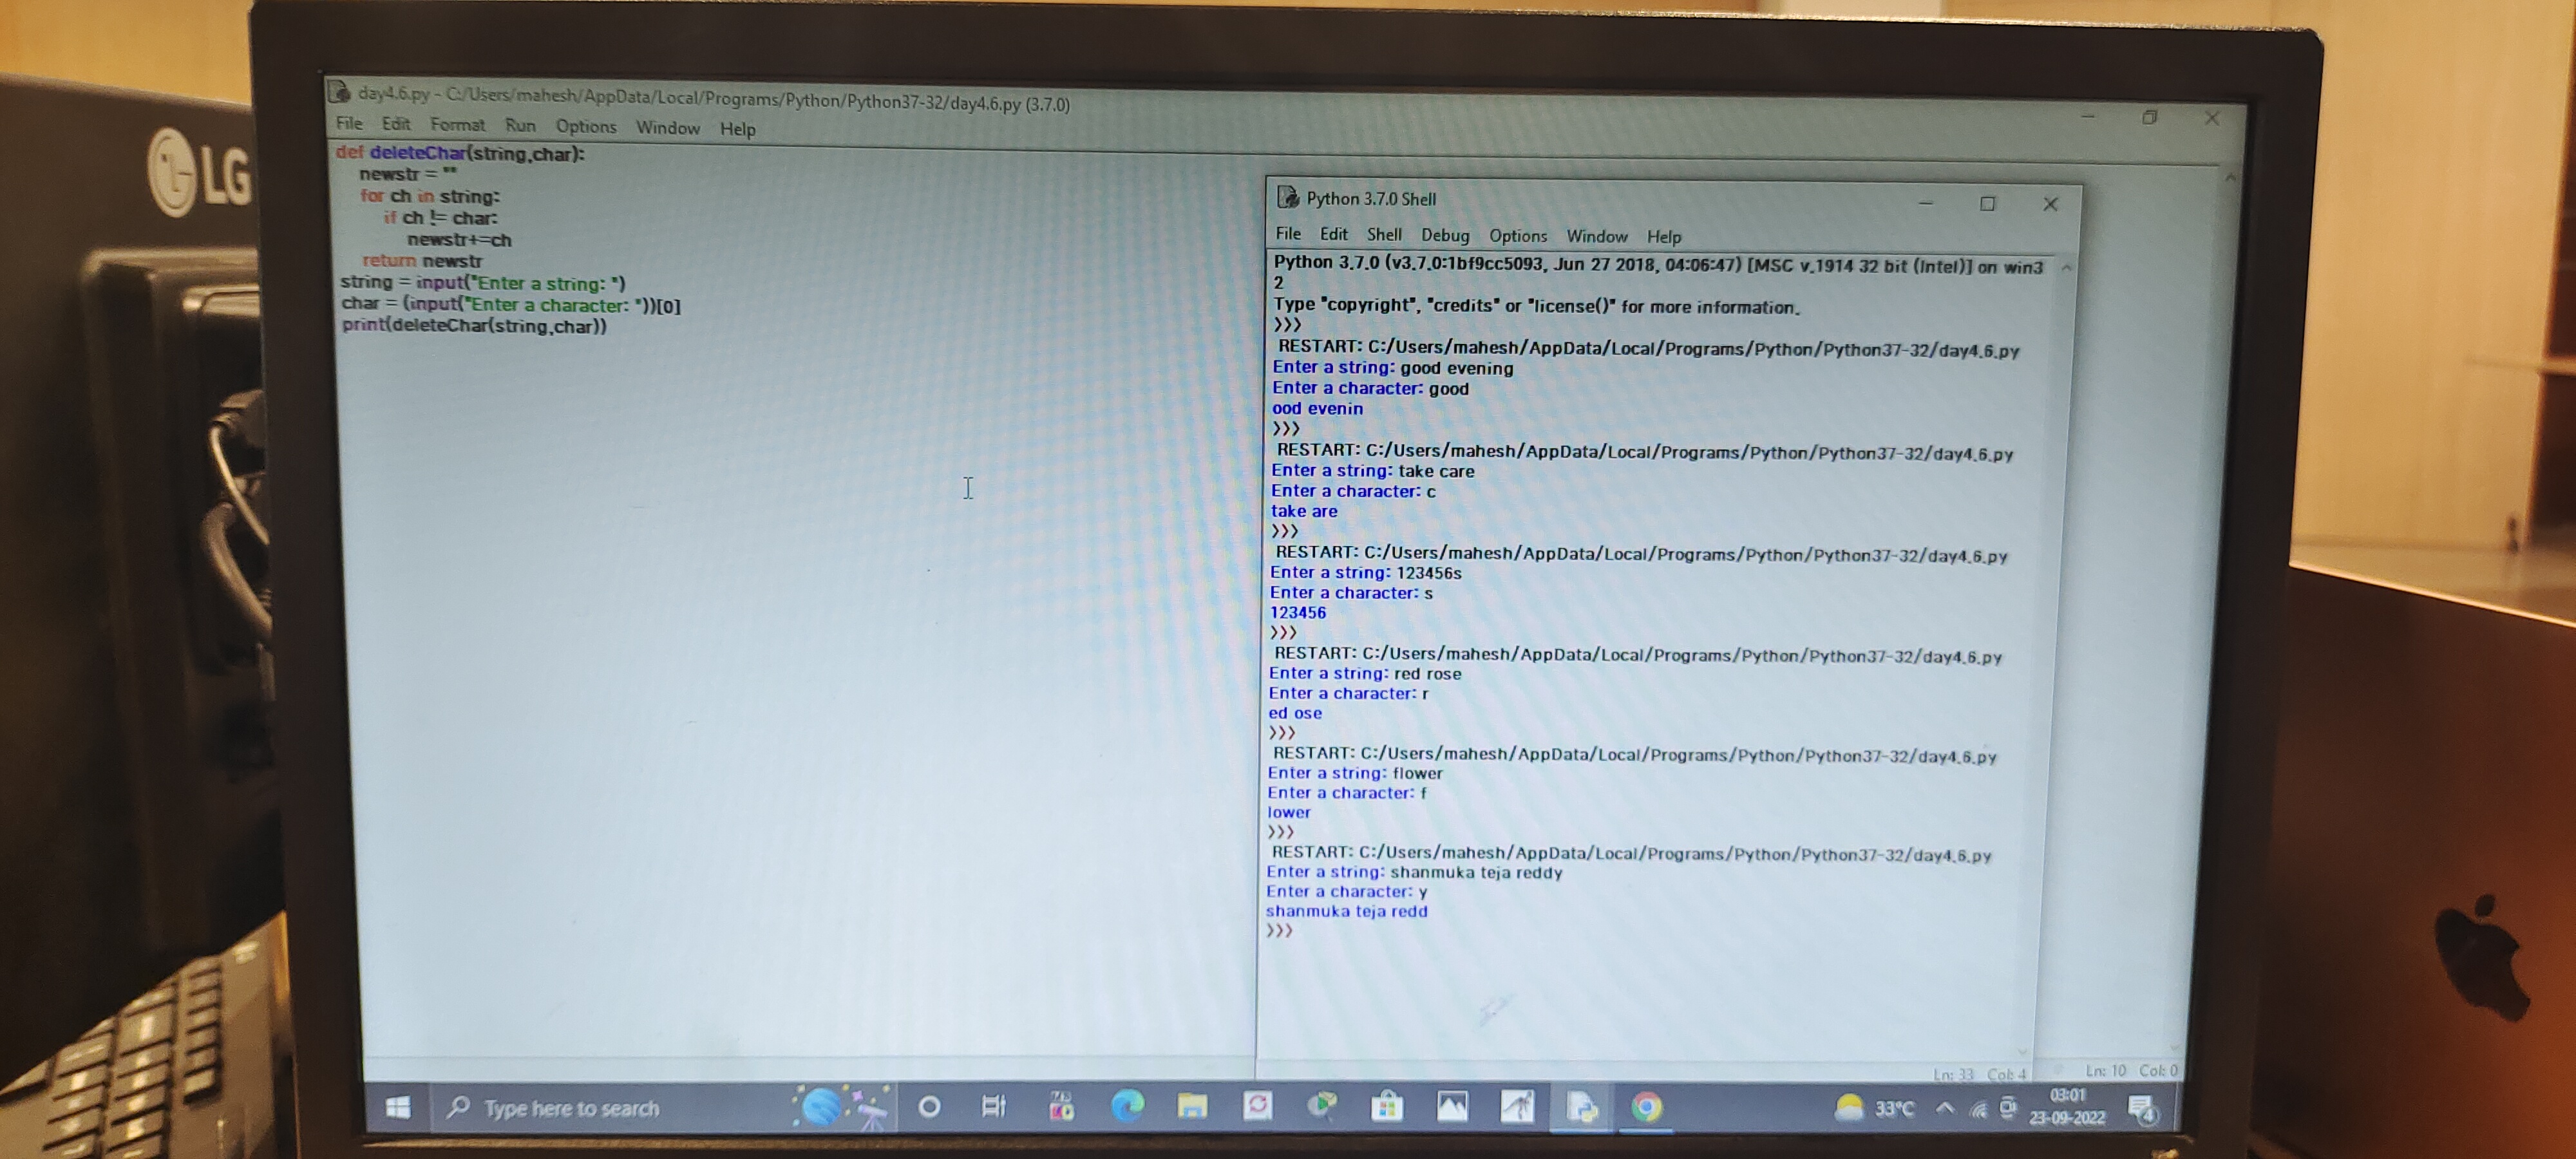 LG
day4.6.py - C:/Users/mahesh/AppData/Local/Programs/Python/Python37-32/day4.6.py (3.7.0)
File Edit Format Run Options Window Help
def deleteChar(string,char):
newstr = ""
for ch in string:
if ch != char:
newstr+=ch
return newstr
string = input("Enter a string: ")
char = (input("Enter a character: "))[0]
print(deleteChar(string,char))
Python 3.7.0 Shell
File Edit Shell Debug Options Window Help
Python 3.7.0 (v3.7.0:1bf9cc5093, Jun 27 2018, 04:06:47) [MSC v.1914 32 bit (Intel)] on win3
2
Type "copyright", "credits" or "license()" for more information.
>>>
RESTART: C:/Users/mahesh/AppData/Local/Programs/Python/Python37-32/day4.6.py
Enter a string: good evening
Enter a character: good
ood evenin
>>>
RESTART: C:/Users/mahesh/AppData/Local/Programs/Python/Python37-32/day4.6.py
Enter a string: take care
Enter a character: c
take are
>>>
RESTART: C:/Users/mahesh/AppData/Local/Programs/Python/Python37-32/day4.6.py
Enter a string: 123456s
Enter a character: s
123456
>>>
RESTART: C:/Users/mahesh/AppData/Local/Programs/Python/Python37-32/day4.6.py
Enter a string: red rose
Enter a character: r
ed ose
>>>
RESTART: C:/Users/mahesh/AppData/Local/Programs/Python/Python37-32/day4.6.py
Enter a string: flower
Enter a character: f
lower
>>>
RESTART: C:/Users/mahesh/AppData/Local/Programs/Python/Python37-32/day4.6.py
Enter a string: shanmuka teja reddy
Enter a character: y
shanmuka teja redd
>>>
Ln: 33 Col: 4
Ln: 10 Col: 0
Type here to search
33°C
03:01
23-09-2022
4